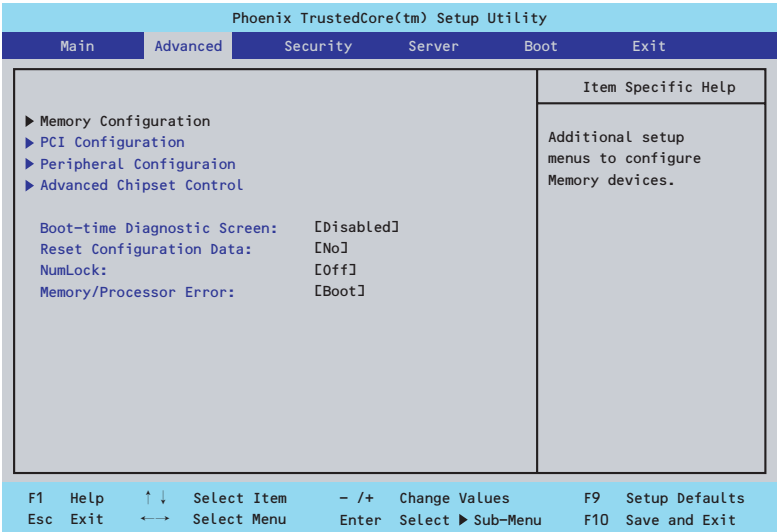 Phoenix TrustedCore(tm) Setup Utility
Main Advanced Security Server Boot Exit
Item Specific Help
▶ Memory Configuration
▶ PCI Configuration
▶ Peripheral Configuraion
▶ Advanced Chipset Control
Additional setup
menus to configure
Memory devices.
Boot-time Diagnostic Screen: [Disabled]
Reset Configuration Data: [No]
NumLock: [Off]
Memory/Processor Error: [Boot]
F1 Help ↑↓ Select Item - /+ Change Values F9 Setup Defaults
Esc Exit ←→ Select Menu Enter Select ▶ Sub-Menu F10 Save and Exit